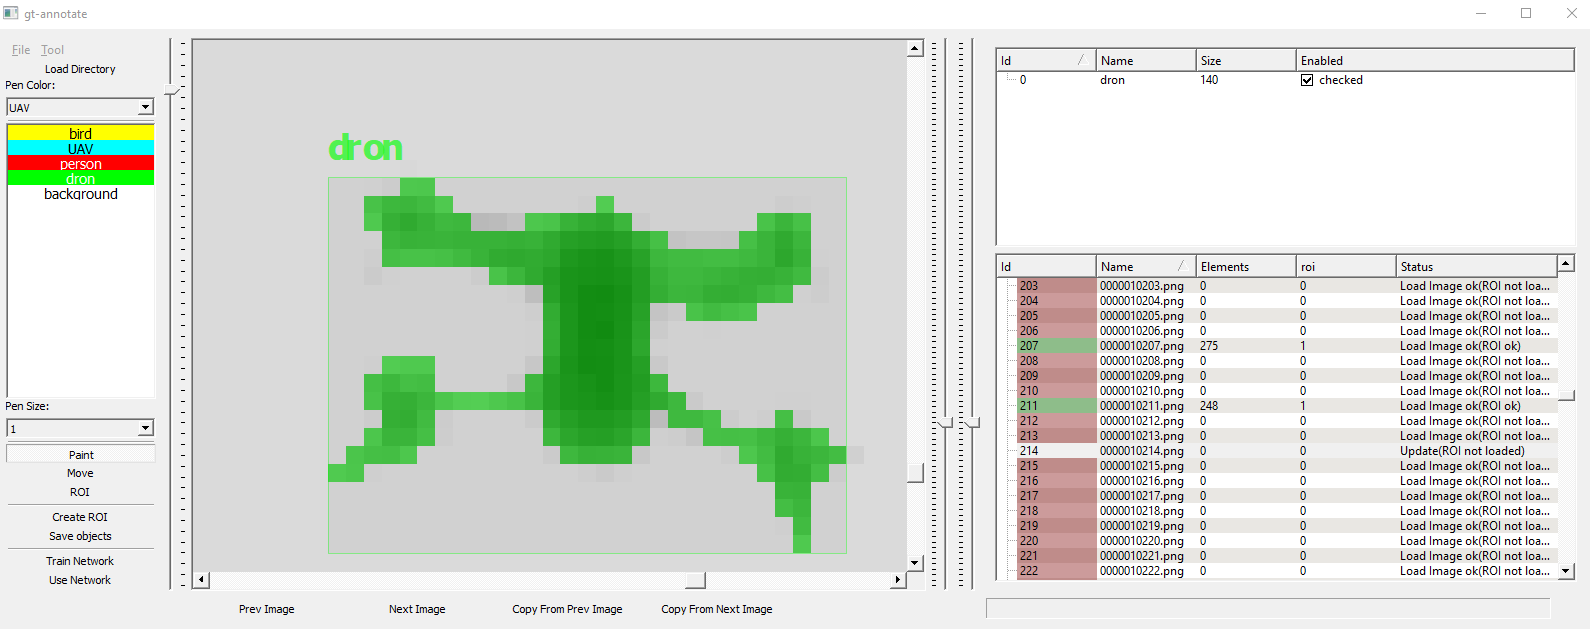 gt-annotate
File Tool
Load Directory
Pen Color:
UAV
bird
UAV
person
dron
background
Pen Size:
1
Paint
Move
ROI
Create ROI
Save objects
Train Network
Use Network
dron
Prev Image Next Image Copy From Prev Image Copy From Next Image
Id Name Size Enabled
0 dron 140 checked
Id Name Elements roi Status
203 0000010203.png 0 0 Load Image ok(ROI not loa...
204 0000010204.png 0 0 Load Image ok(ROI not loa...
205 0000010205.png 0 0 Load Image ok(ROI not loa...
206 0000010206.png 0 0 Load Image ok(ROI not loa...
207 0000010207.png 275 1 Load Image ok(ROI ok)
208 0000010208.png 0 0 Load Image ok(ROI not loa...
209 0000010209.png 0 0 Load Image ok(ROI not loa...
210 0000010210.png 0 0 Load Image ok(ROI not loa...
211 0000010211.png 248 1 Load Image ok(ROI ok)
212 0000010212.png 0 0 Load Image ok(ROI not loa...
213 0000010213.png 0 0 Load Image ok(ROI not loa...
214 0000010214.png 0 0 Update(ROI not loaded)
215 0000010215.png 0 0 Load Image ok(ROI not loa...
216 0000010216.png 0 0 Load Image ok(ROI not loa...
217 0000010217.png 0 0 Load Image ok(ROI not loa...
218 0000010218.png 0 0 Load Image ok(ROI not loa...
219 0000010219.png 0 0 Load Image ok(ROI not loa...
220 0000010220.png 0 0 Load Image ok(ROI not loa...
221 0000010221.png 0 0 Load Image ok(ROI not loa...
222 0000010222.png 0 0 Load Image ok(ROI not loa...